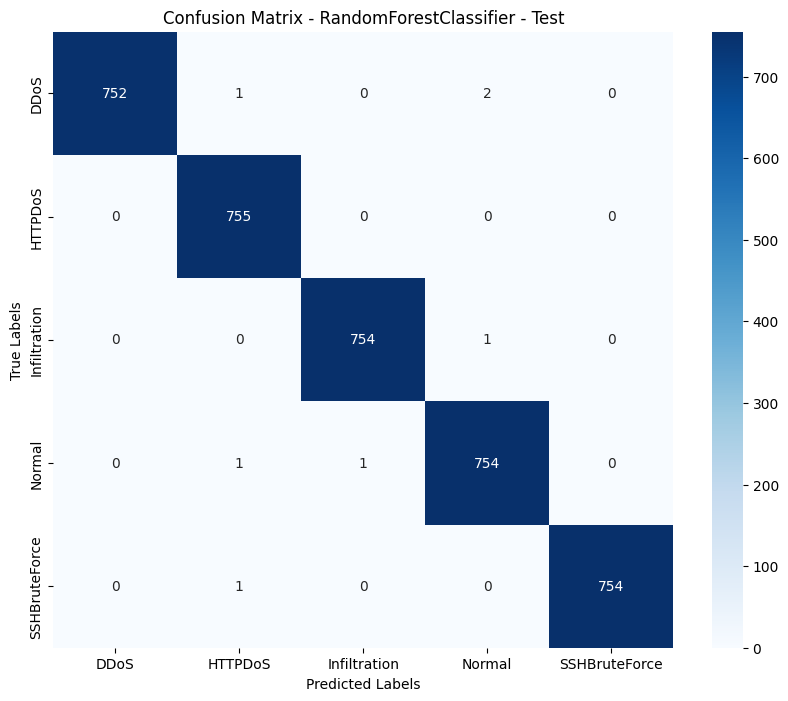 Confusion Matrix - RandomForestClassifier - Test
True Labels
DDoS 752 1 0 2 0
HTTPDoS 0 755 0 0 0
Infiltration 0 0 754 1 0
Normal 0 1 1 754 0
SSHBruteForce 0 1 0 0 754
DDoS HTTPDoS Infiltration Normal SSHBruteForce
Predicted Labels
700
600
500
400
300
200
100
0